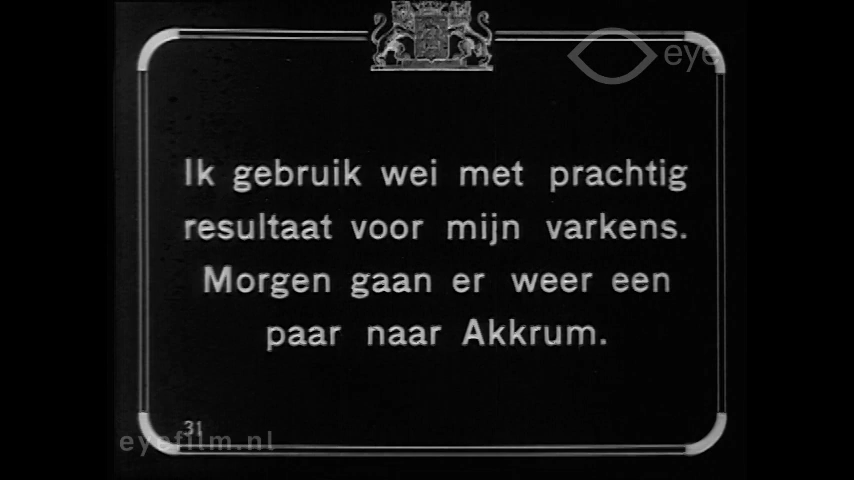 eye
Ik gebruik wei met prachtig
resultaat voor mijn varkens.
Morgen gaan er weer een
paar naar Akkrum.
31
eyefilm.nl